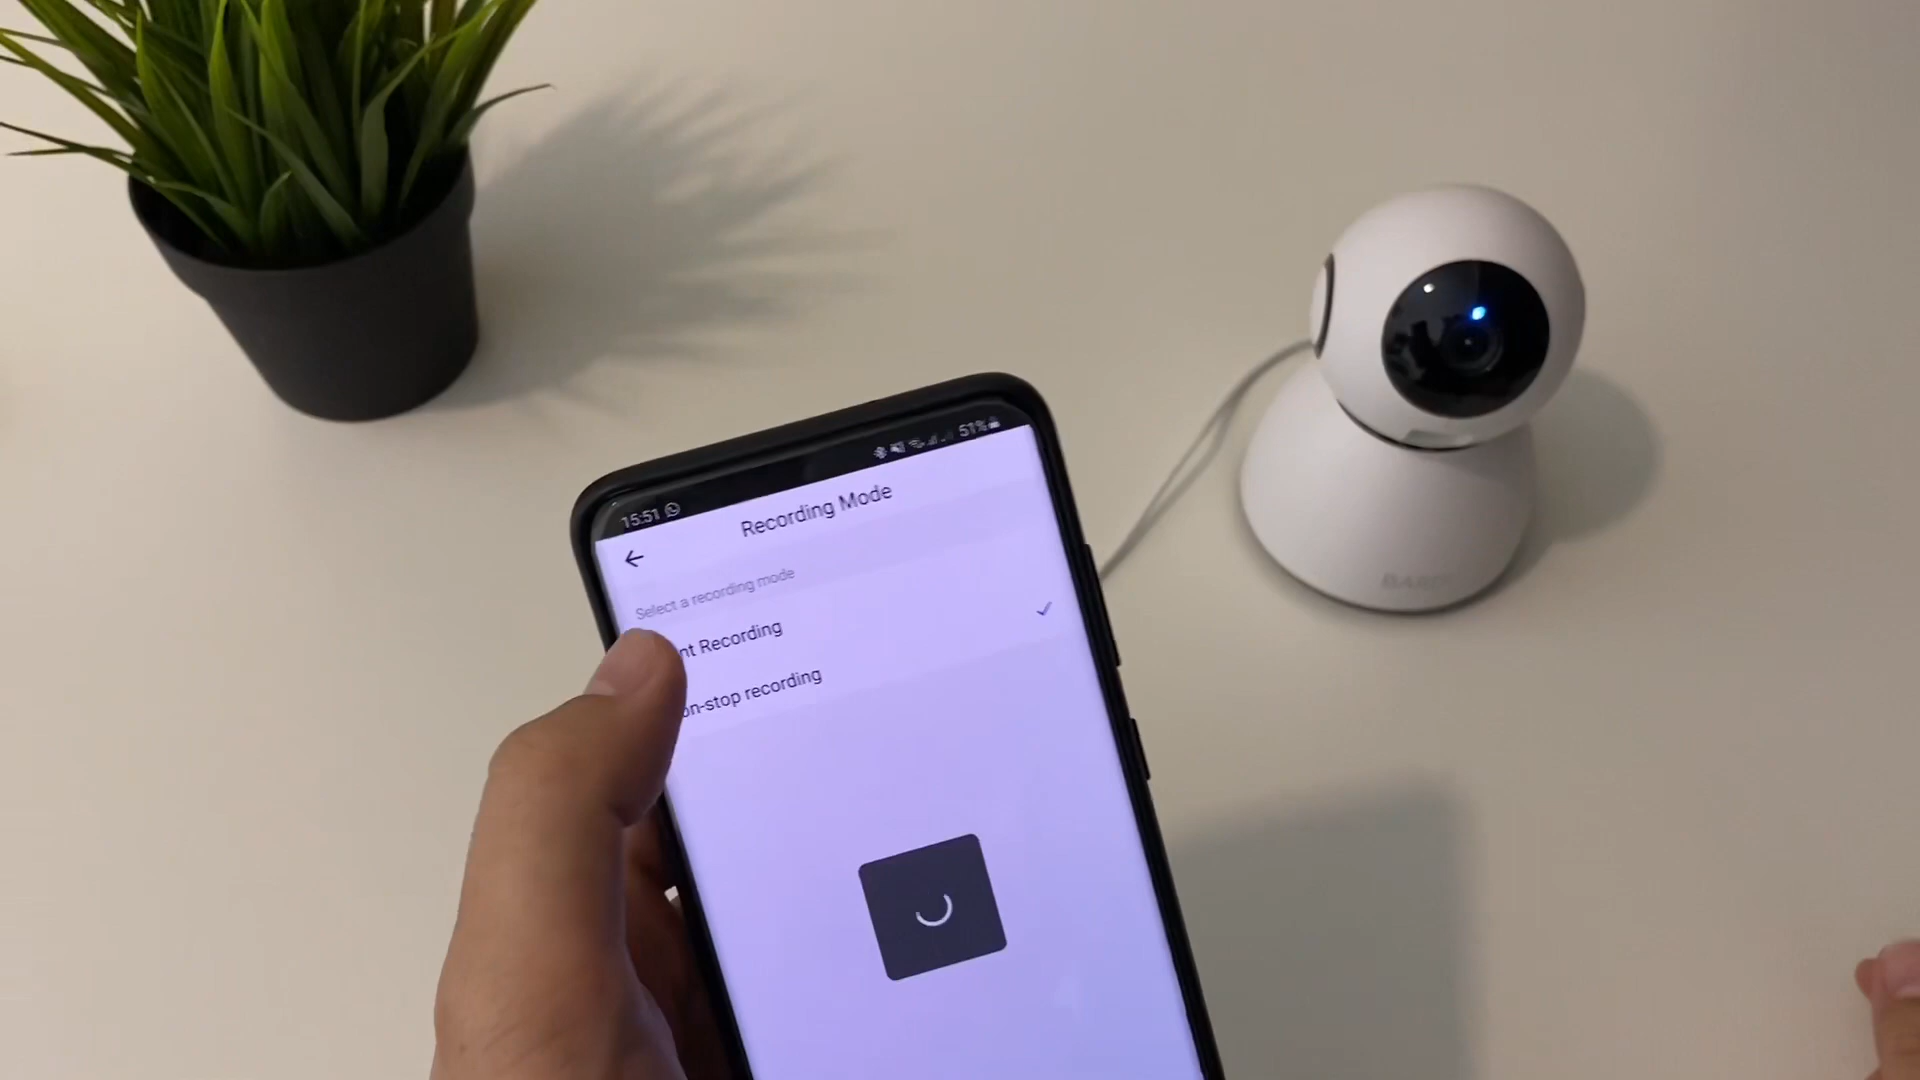 15:51
51%
Recording Mode
Select a recording mode
nt Recording
on-stop recording